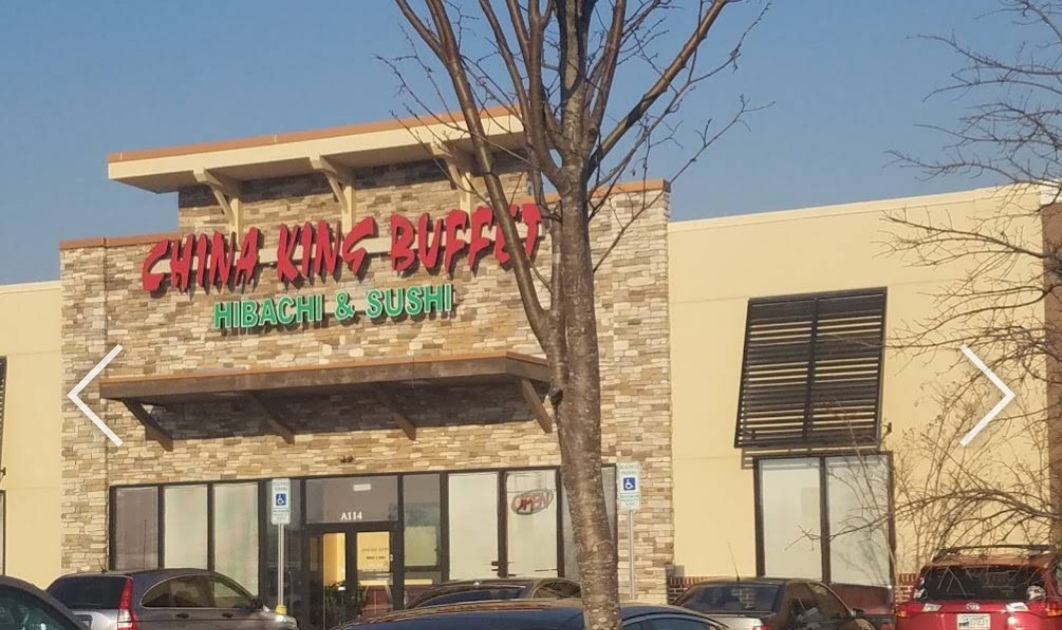 CHINA KING BUFFET
HIBACHI & SUSHI
OPEN
A114